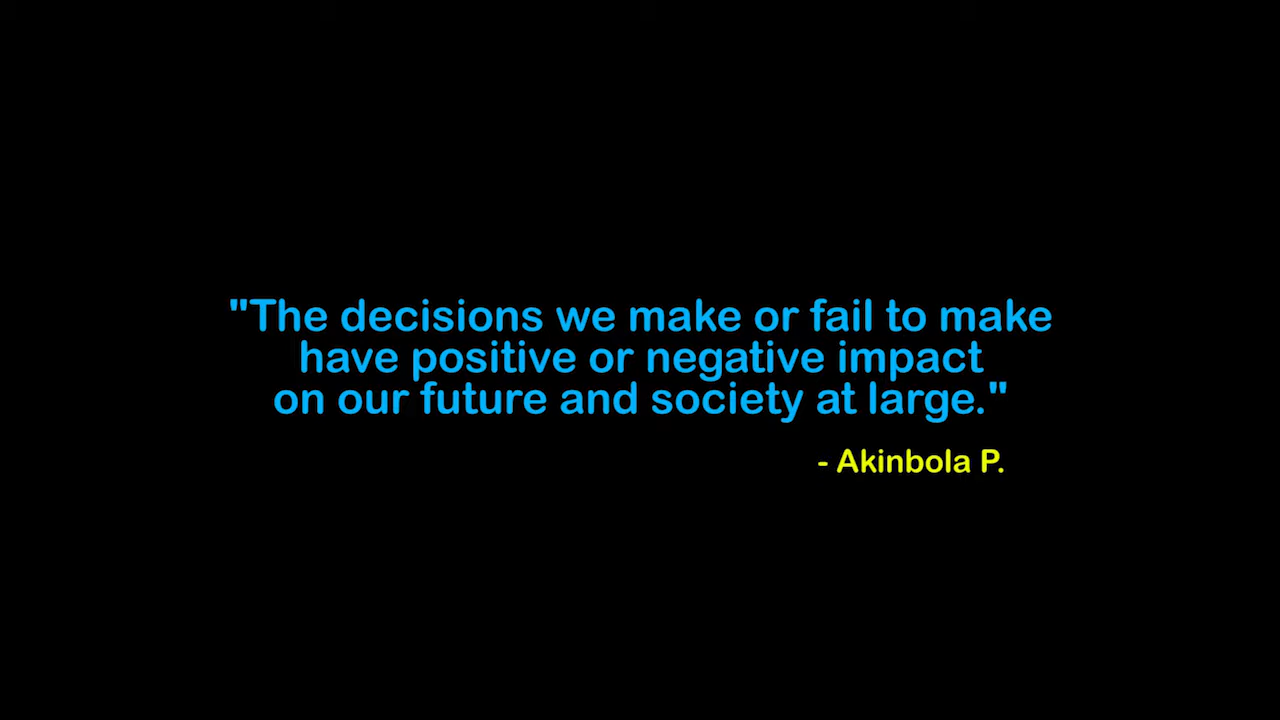 "The decisions we make or fail to make
have positive or negative impact
on our future and society at large."
- Akinbola P.